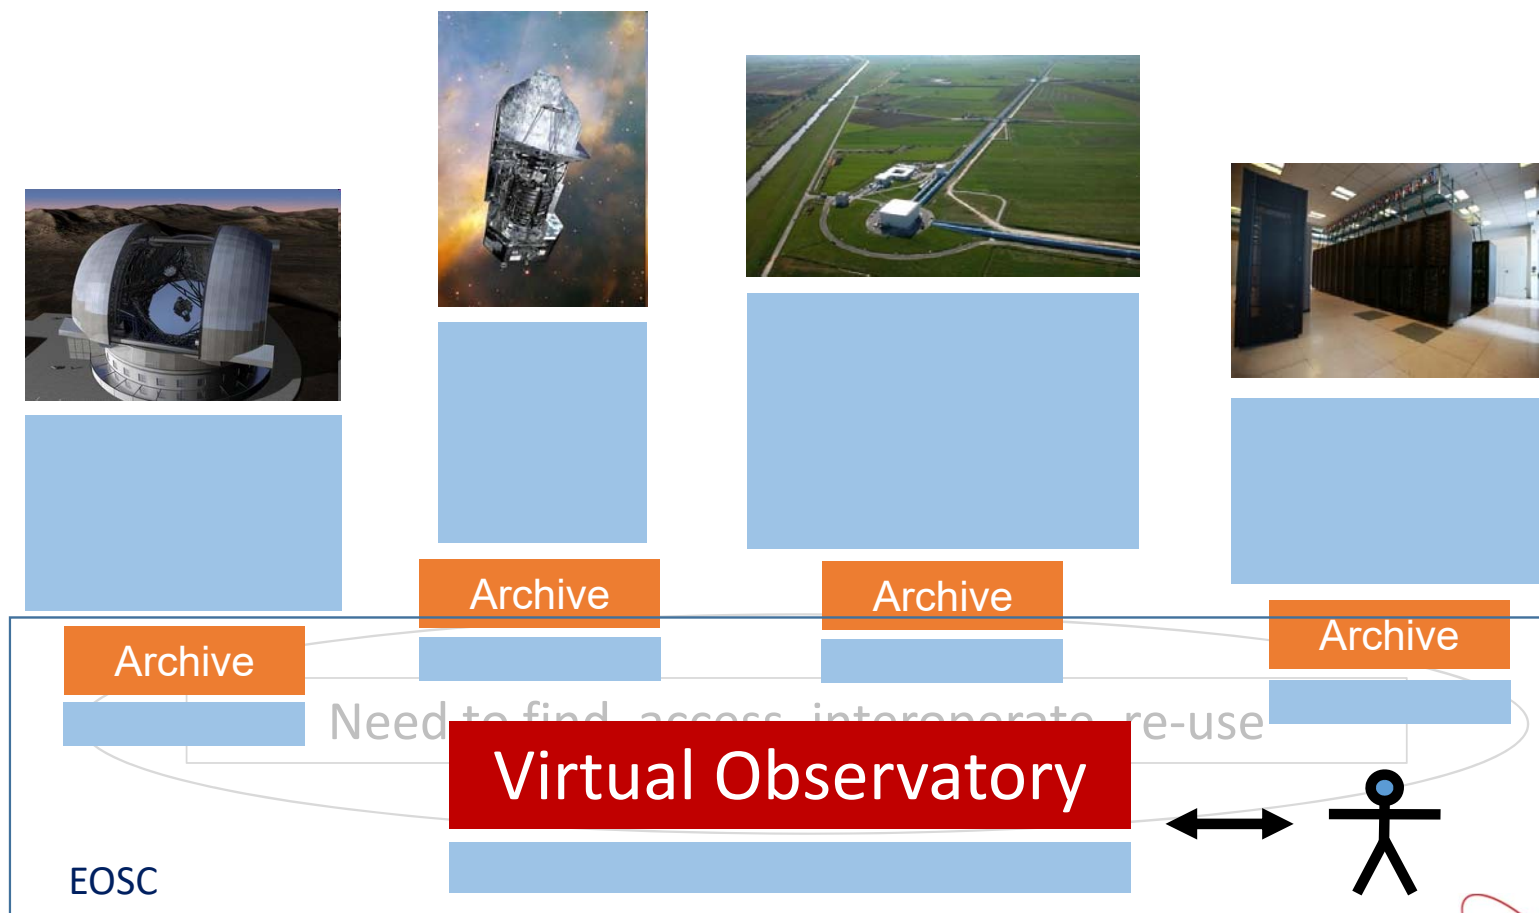 Archive
Archive
Archive
Archive
Need to find, access, interoperate, re-use
Virtual Observatory
EOSC